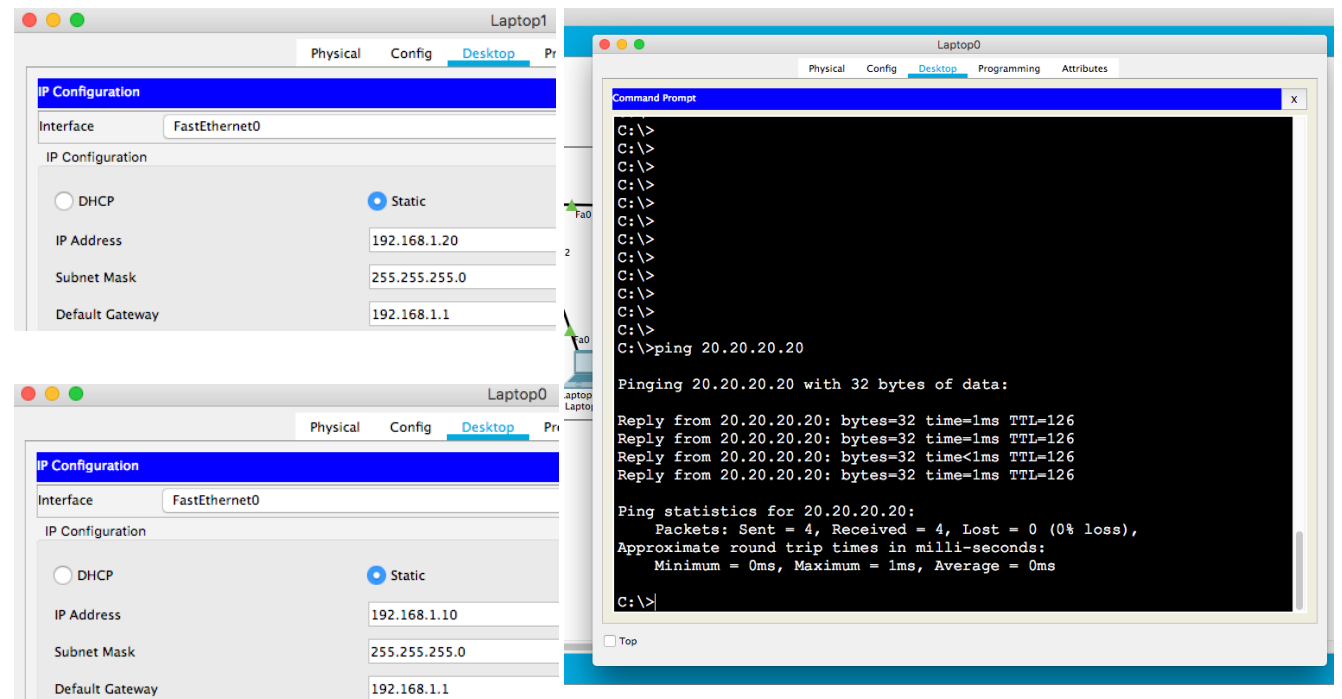 Laptop1
Physical Config Desktop Pr
IP Configuration
Interface FastEthernet0
IP Configuration
DHCP Static
IP Address 192.168.1.20
Subnet Mask 255.255.255.0
Default Gateway 192.168.1.1
Laptop0
Physical Config Desktop Pr
IP Configuration
Interface FastEthernet0
IP Configuration
DHCP Static
IP Address 192.168.1.10
Subnet Mask 255.255.255.0
Default Gateway 192.168.1.1
Fa0
2
Fa0
aptop
Laptop
Laptop0
Physical Config Desktop Programming Attributes
Command Prompt X
C:\>
C:\>
C:\>
C:\>
C:\>
C:\>
C:\>
C:\>
C:\>
C:\>
C:\>
C:\>
C:\>ping 20.20.20.20
Pinging 20.20.20.20 with 32 bytes of data:
Reply from 20.20.20.20: bytes=32 time=1ms TTL=126
Reply from 20.20.20.20: bytes=32 time=1ms TTL=126
Reply from 20.20.20.20: bytes=32 time<1ms TTL=126
Reply from 20.20.20.20: bytes=32 time=1ms TTL=126
Ping statistics for 20.20.20.20:
Packets: Sent = 4, Received = 4, Lost = 0 (0% loss),
Approximate round trip times in milli-seconds:
Minimum = 0ms, Maximum = 1ms, Average = 0ms
C:\>
Top